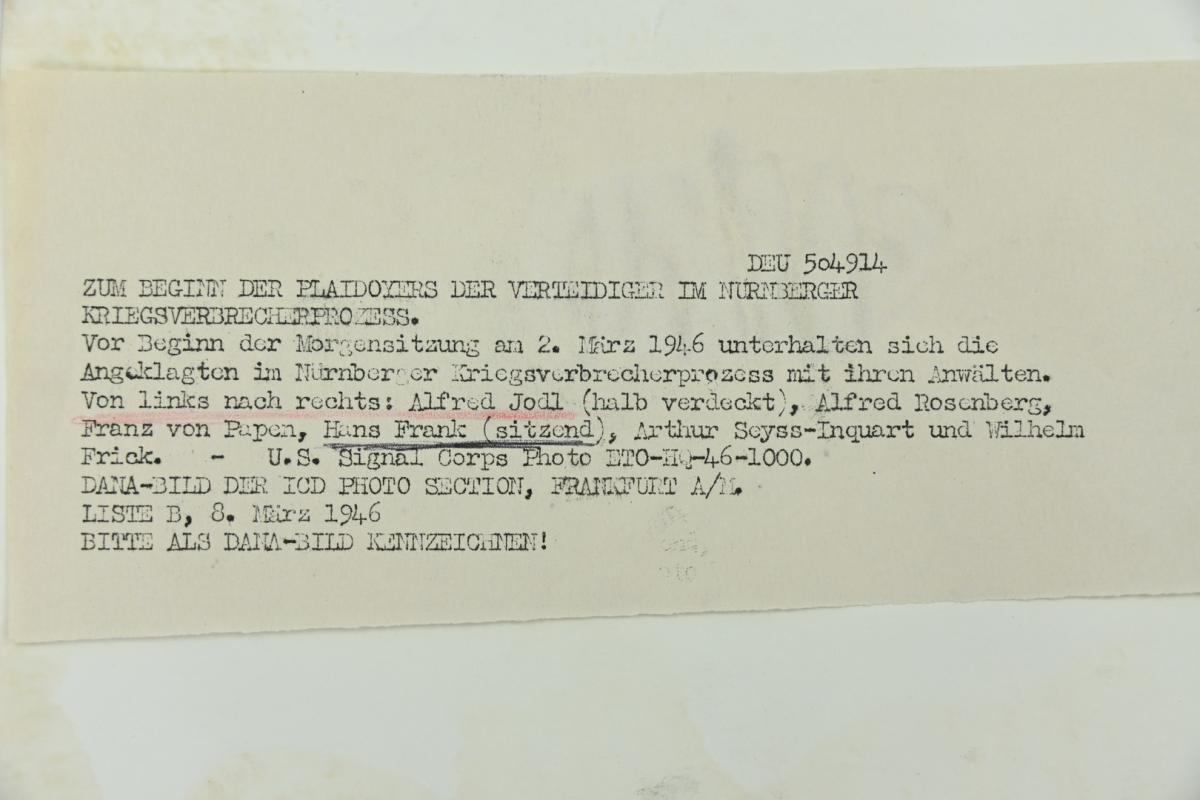 DEU 504914
ZUM BEGINN DER PLAIDOYERS DER VERTEIDIGER IM NÜRNBERGER
KRIEGSVERBRECHERPROZESS.
Vor Beginn der Morgensitzung am 2. März 1946 unterhalten sich die
Angeklagten im Nürnberger Kriegsverbrecherprozess mit ihren Anwälten.
Von links nach rechts: Alfred Jodl (halb verdeckt), Alfred Rosenberg,
Franz von Papen, Hans Frank (sitzend), Arthur Seyss-Inquart und Wilhelm
Frick. - U.S. Signal Corps Photo ETO-HQ-46-1000.
DANA-BILD DER ICD PHOTO SECTION, FRANKFURT A/M.
LISTE B, 8. März 1946
BITTE ALS DANA-BILD KENNZEICHNEN!